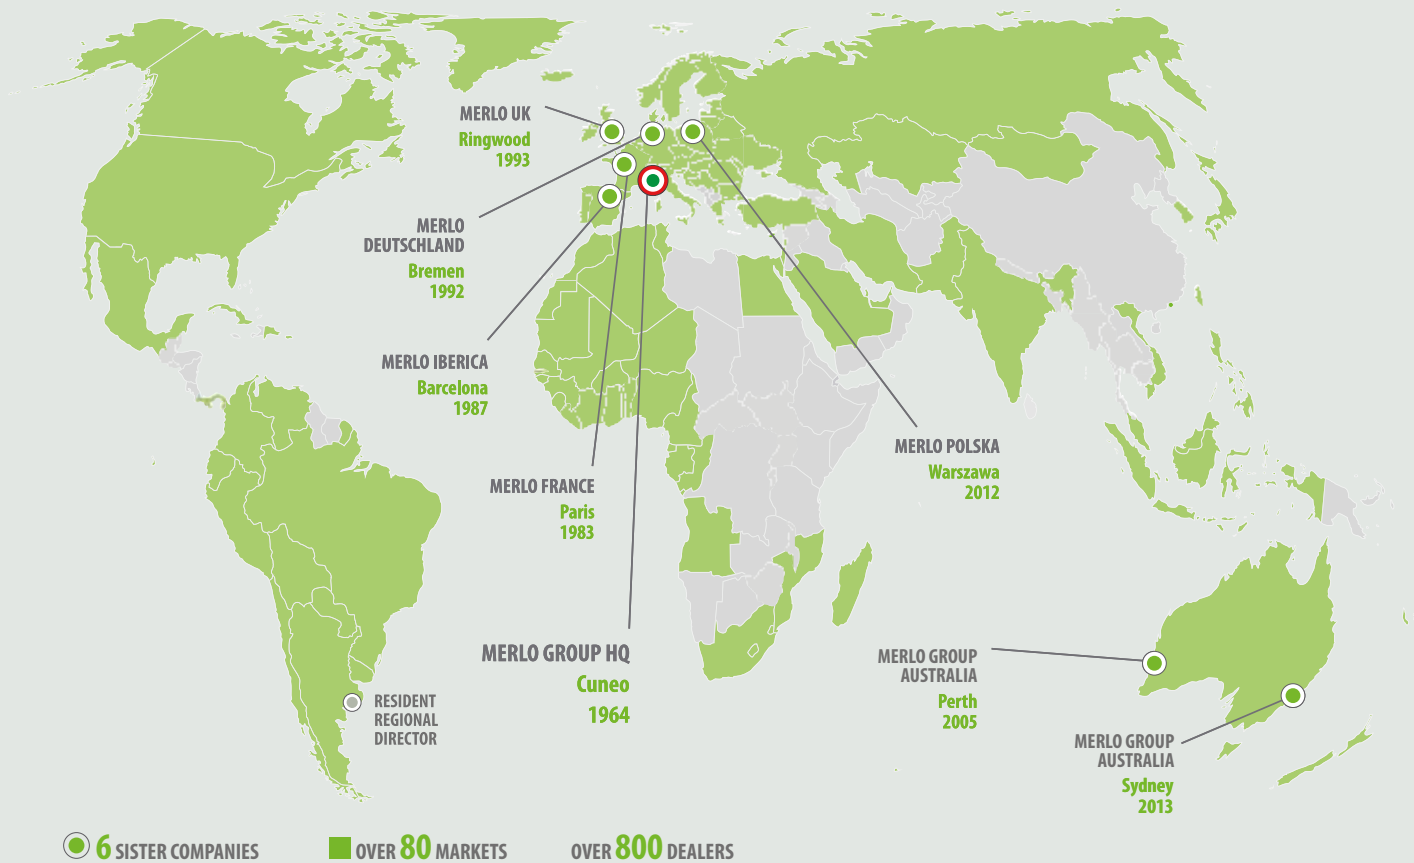 MERLO UK
Ringwood
1993
MERLO
DEUTSCHLAND
Bremen
1992
MERLO IBERICA
Barcelona
1987
MERLO FRANCE
Paris
1983
MERLO GROUP HQ
Cuneo
1964
MERLO POLSKA
Warszawa
2012
MERLO GROUP
AUSTRALIA
Perth
2005
MERLO GROUP
AUSTRALIA
Sydney
2013
RESIDENT
REGIONAL
DIRECTOR
6 SISTER COMPANIES
OVER 80 MARKETS
OVER 800 DEALERS